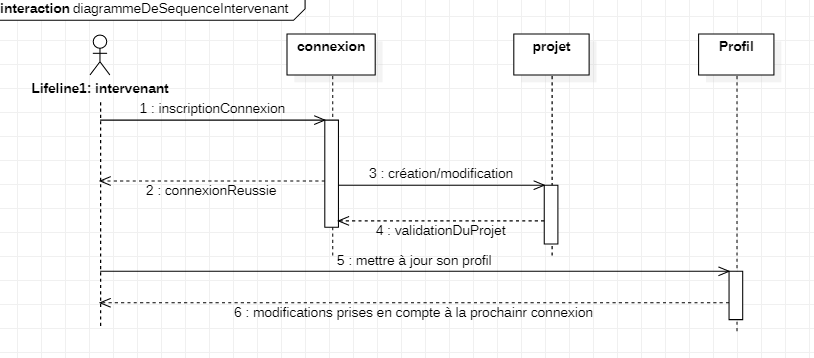 interaction diagrammeDeSequenceIntervenant
connexion
projet
Profil
Lifeline1: intervenant
1 : inscriptionConnexion
3 : création/modification
2 : connexionReussie
4 : validationDuProjet
5 : mettre à jour son profil
6 : modifications prises en compte à la prochainr connexion